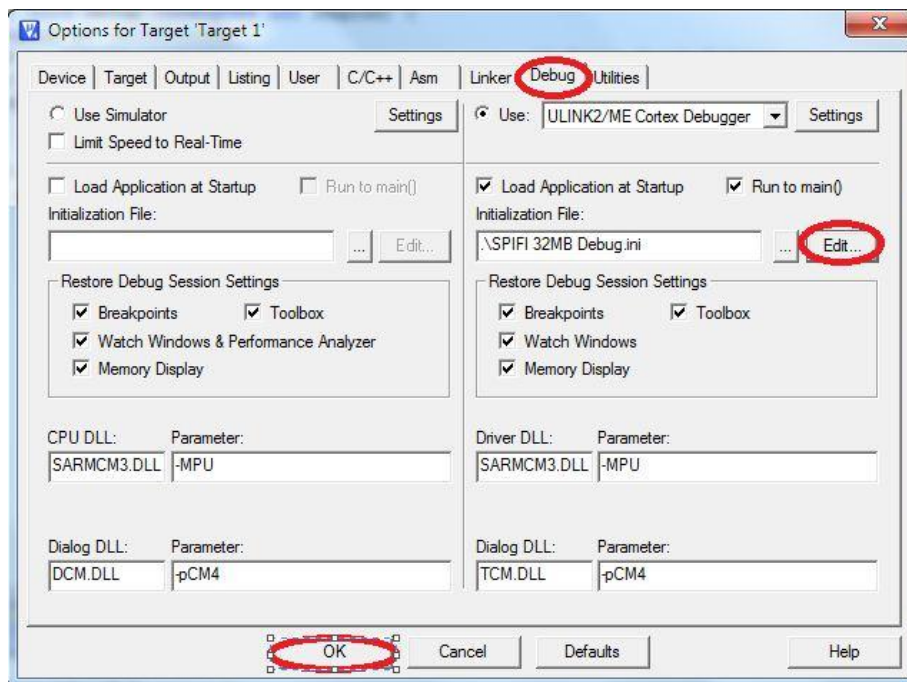 Options for Target 'Target 1'
Device Target Output Listing User C/C++ Asm Linker Debug Utilities
Use Simulator Settings
Limit Speed to Real-Time
Use: ULINK2/ME Cortex Debugger Settings
Load Application at Startup Run to main()
Initialization File:
... Edit...
Load Application at Startup Run to main()
Initialization File:
.\SPIFI 32MB Debug.ini ... Edit...
Restore Debug Session Settings
Breakpoints Toolbox
Watch Windows & Performance Analyzer
Memory Display
Restore Debug Session Settings
Breakpoints Toolbox
Watch Windows
Memory Display
CPU DLL: Parameter:
SARMCM3.DLL -MPU
Driver DLL: Parameter:
SARMCM3.DLL -MPU
Dialog DLL: Parameter:
DCM.DLL -pCM4
Dialog DLL: Parameter:
TCM.DLL -pCM4
OK Cancel Defaults Help